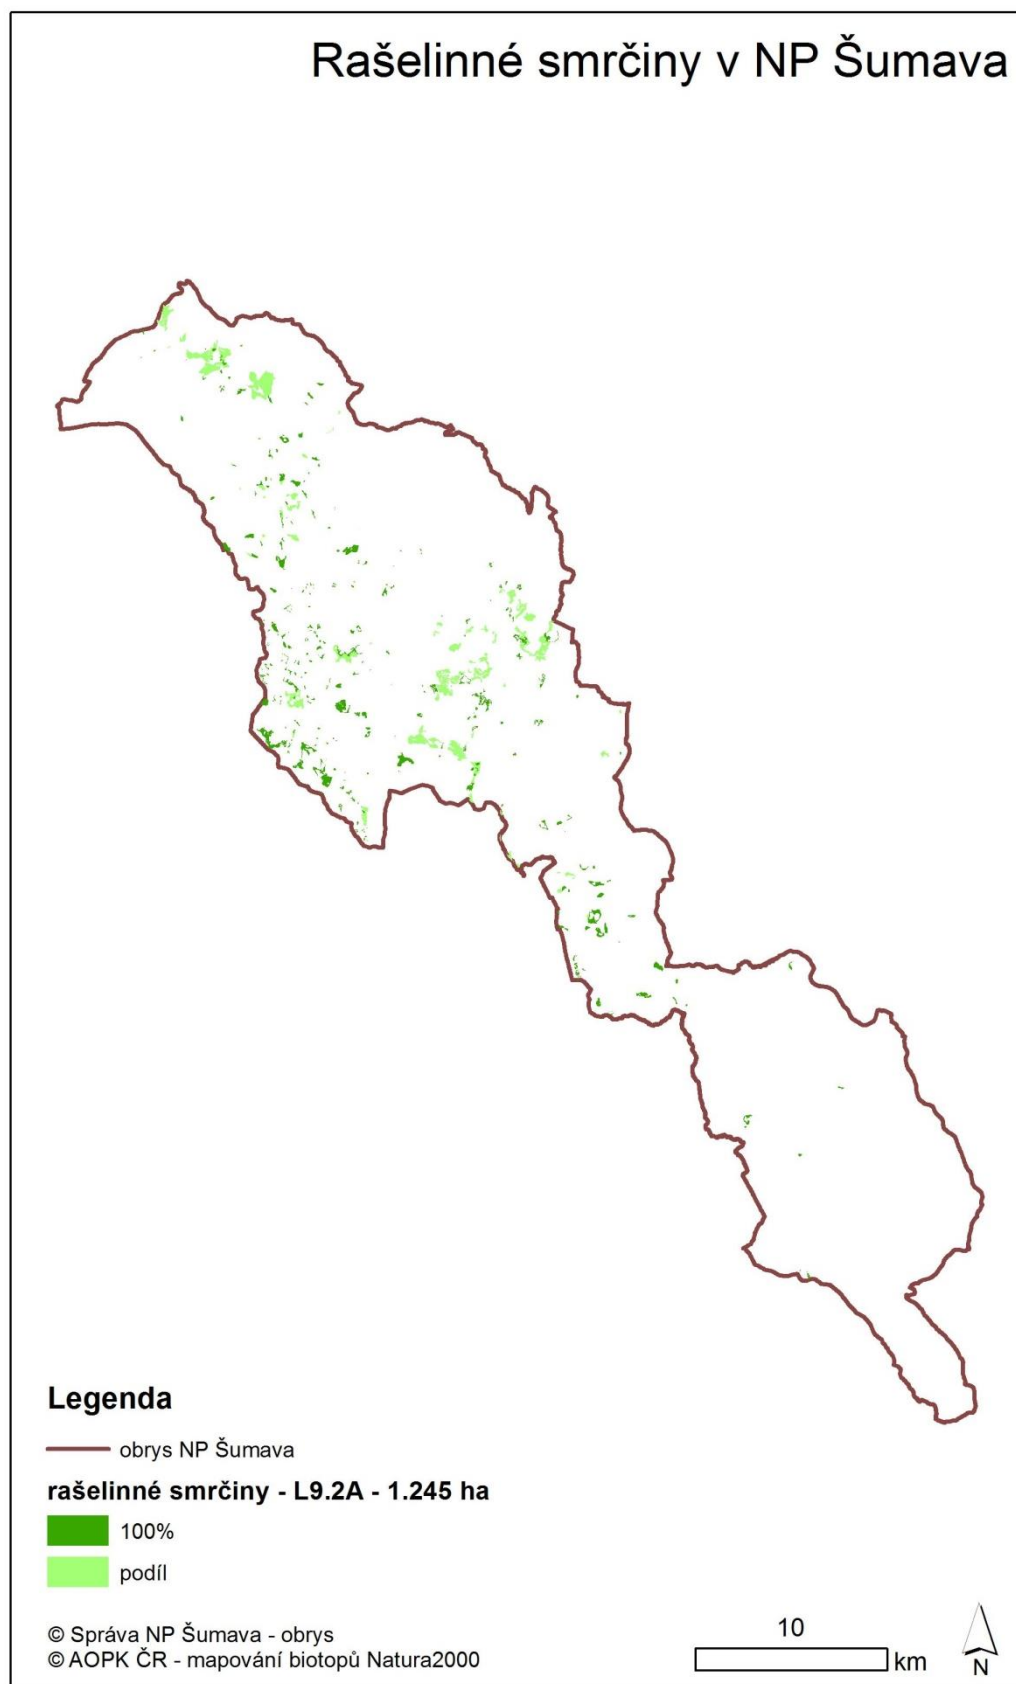 Rašelinné smrčiny v NP Šumava
Legenda
obrys NP Šumava
rašelinné smrčiny - L9.2A - 1.245 ha
100%
podíl
© Správa NP Šumava - obrys
© AOPK ČR - mapování biotopů Natura2000
10
km
N